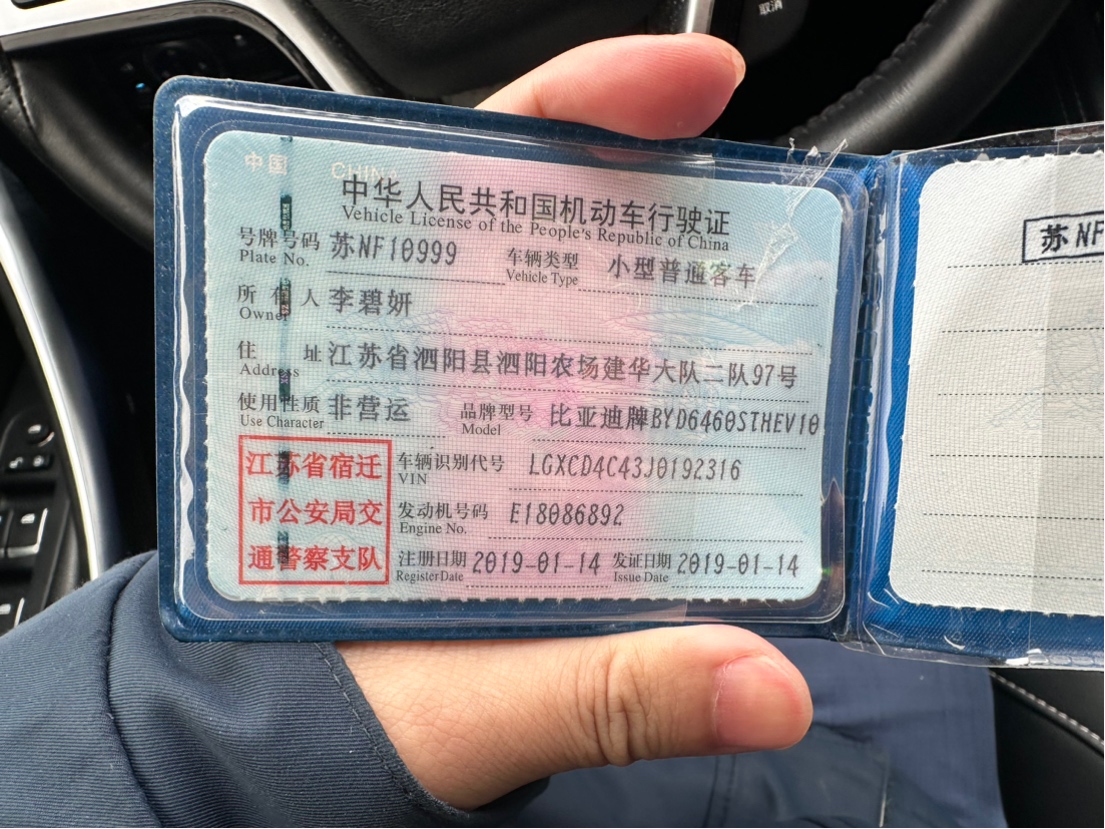 取消
中国 CHINA
中华人民共和国机动车行驶证
Vehicle License of the People's Republic of China
号牌号码 苏NF10999 车辆类型 小型普通客车
Plate No. Vehicle Type
所有人 李碧妍
Owner
住址 江苏省泗阳县泗阳农场建华大队二队97号
Address
使用性质 非营运 品牌型号 比亚迪牌BYD6460STHEV10
Use Character Model
江苏省宿迁
市公安局交
通警察支队
车辆识别代号 LGXCD4C43J0192316
VIN
发动机号码 E18086892
Engine No.
注册日期 2019-01-14 发证日期 2019-01-14
Register Date Issue Date
苏NF